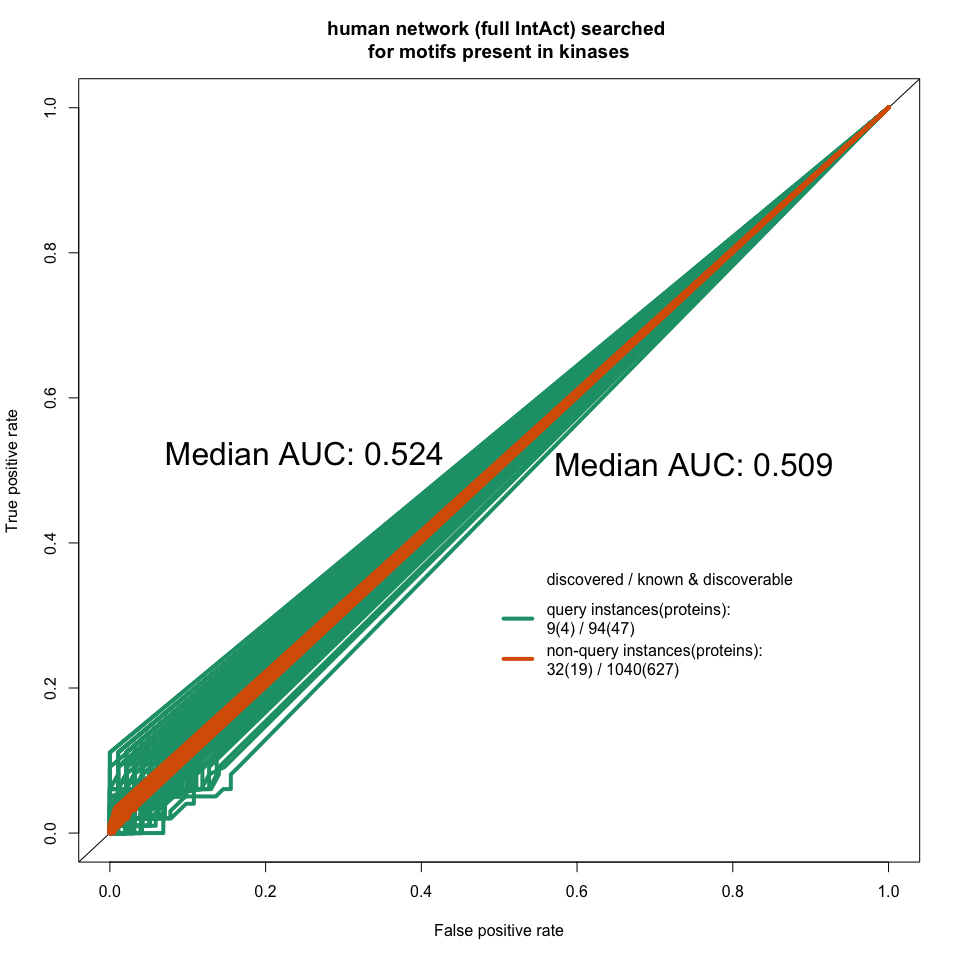 human network (full IntAct) searched
for motifs present in kinases
True positive rate
1.0
0.8
0.6
0.4
0.2
0.0
Median AUC: 0.524
Median AUC: 0.509
discovered / known & discoverable
query instances(proteins):
9(4) / 94(47)
non-query instances(proteins):
32(19) / 1040(627)
0.0 0.2 0.4 0.6 0.8 1.0
False positive rate